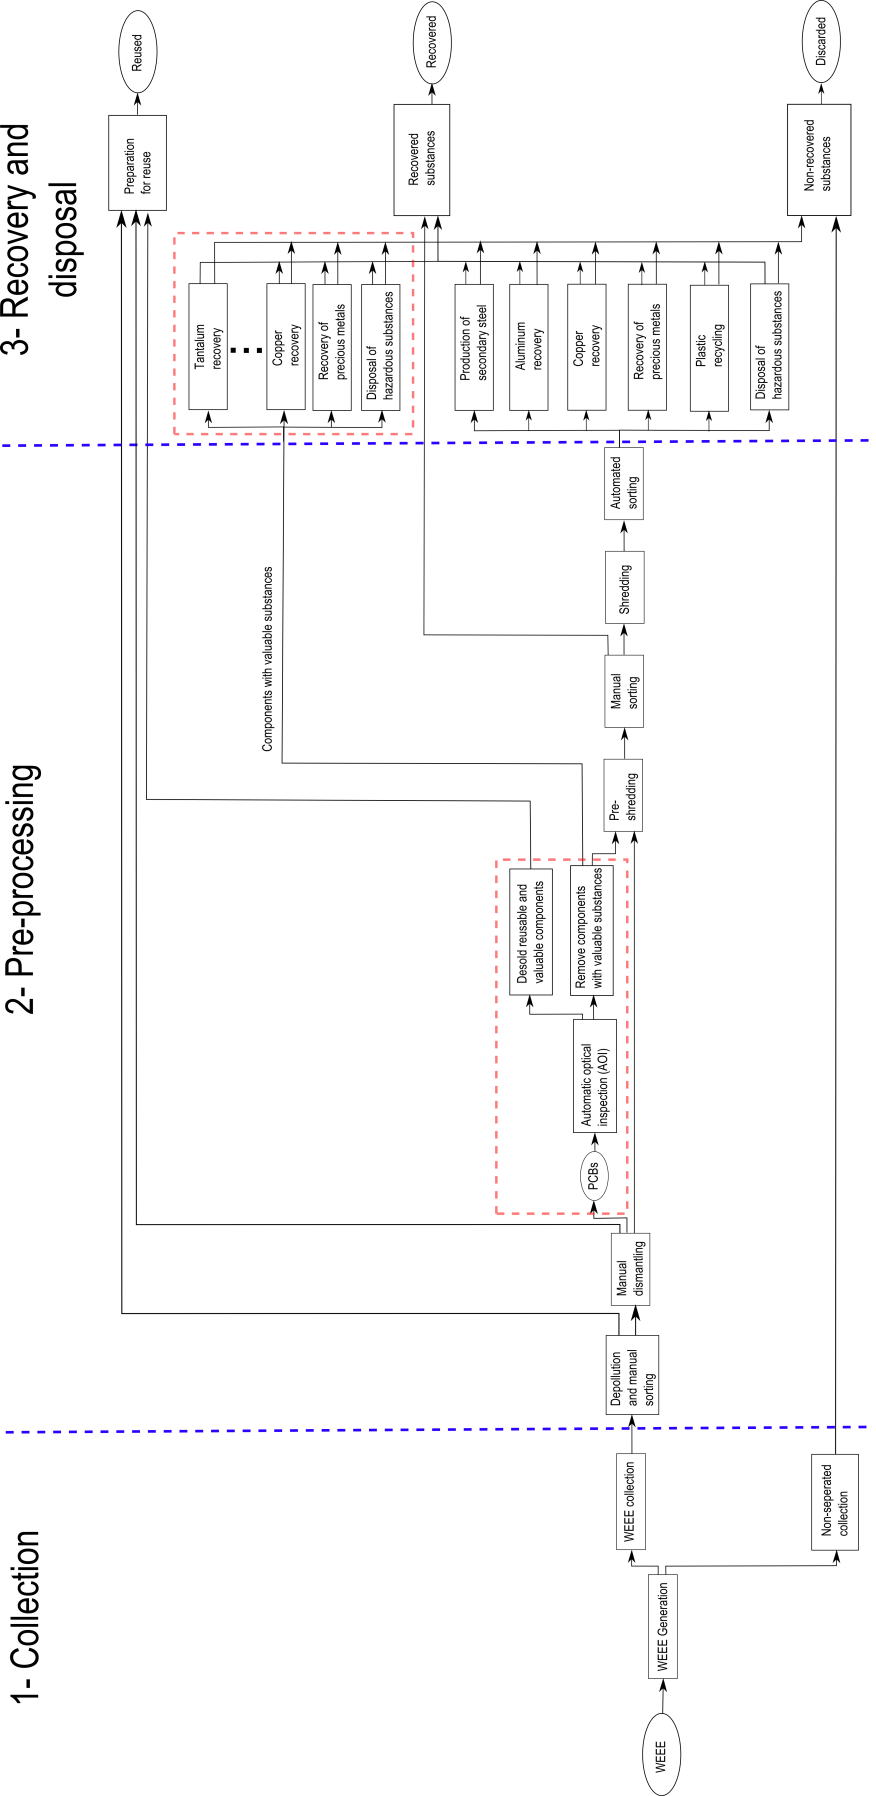 1- Collection
2- Pre-processing
3- Recovery and
disposal
WEEE
WEEE Generation
WEEE collection
Non-seperated
collection
Depollution
and manual
sorting
Manual
dismantling
PCBs
Automatic optical
inspection (AOI)
Desold reusable and
valuable components
Remove components
with valuable substances
Pre-
shredding
Manual
sorting
Shredding
Automated
sorting
Components with valuable substances
Tantalum
recovery
Copper
recovery
Recovery of
precious metals
Disposal of
hazardous substances
Production of
secondary steel
Aluminum
recovery
Copper
recovery
Recovery of
precious metals
Plastic
recycling
Disposal of
hazardous substances
Preparation
for reuse
Recovered
substances
Non-recovered
substances
Reused
Recovered
Discarded